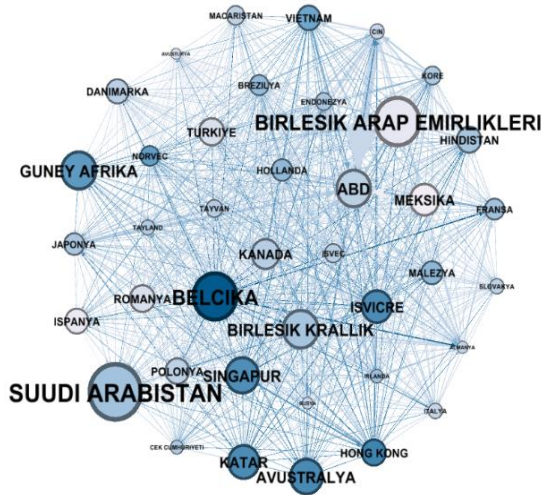 MACARISTAN
VIETNAM
CIN
AVUSTURYA
KORE
DANIMARKA
BREZILYA
ENDONEZYA
BIRLESIK ARAP EMIRLIKLERI
TURKIYE
HINDISTAN
NORVEC
GUNEY AFRIKA
HOLLANDA
ABD
MEKSIKA
TAYVAN
FRANSA
TAYLAND
JAPONYA
KANADA
ISVEC
MALEZYA
SLOVAKYA
ROMANYA
BELCIKA
ISVICRE
ISPANYA
BIRLESIK KRALLIK
ALMANYA
POLONYA
SINGAPUR
IRLANDA
SUUDI ARABISTAN
RUSYA
ITALYA
CEK CUMHURIYETI
KATAR
HONG KONG
AVUSTRALYA